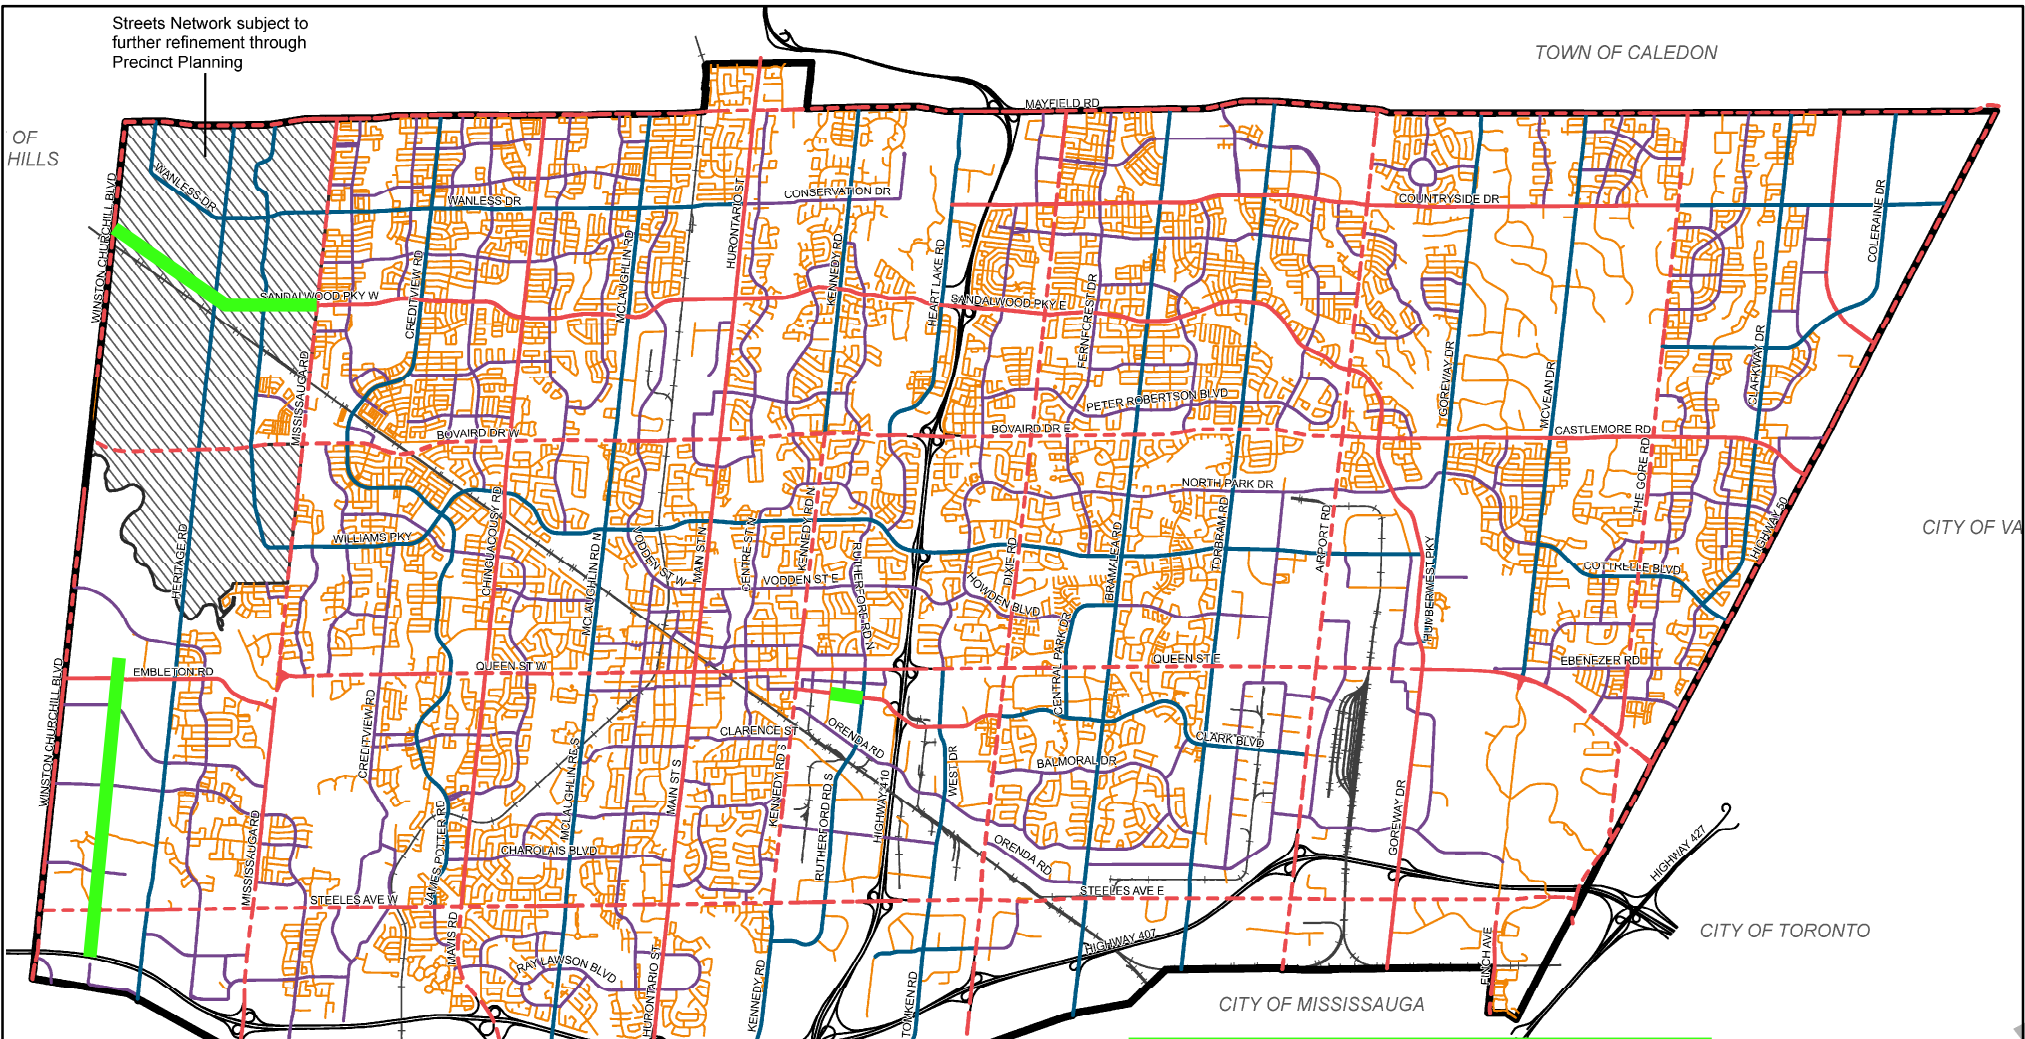 Streets Network subject to
further refinement through
Precinct Planning
TOWN OF CALEDON
OF
HILLS
MAYFIELD RD
WANLESS DR
WANLESS DR
CONSERVATION DR
COUNTRYSIDE DR
COLERAINE DR
WINSTON CHURCHILL BLVD
HURONTARIO ST
MCLAUGHLIN RD
CREDITVIEW RD
KENNEDY RD
HEART LAKE RD
SANDALWOOD PKY W
SANDALWOOD PKY E
FERNFCREST DR
GOREWAY DR
MCVEAN DR
CLARKWAY DR
MISSISSAUGA RD
PETER ROBERTSON BLVD
BOVAIRD DR W
BOVAIRD DR E
CASTLEMORE RD
THE GORE RD
NORTH PARK DR
HIGHWAY 50
CITY OF VA
HERITAGE RD
WILLIAMS PKY
CHINGUACOUSY RD
MCLAUGHLIN RD N
VODDEN ST W
MAIN ST N
CENTRE ST N
KENNEDY RD N
VODDEN ST E
RUTHERFORD RD N
HOWDEN BLVD
DIXIE RD
BRAMALEA RD
TORBRAM RD
AIRPORT RD
HUMBERWEST PKY
COTTRELLE BLVD
EMBLETON RD
QUEEN ST W
QUEEN ST E
CENTRAL PARK DR
EBENEZER RD
WINSTON CHURCHILL BLVD
CREDITVIEW RD
CLARENCE ST
ORENDA RD
CLARK BLVD
BALMORAL DR
WEST DR
HIGHWAY 410
KENNEDY RD S
MAIN ST S
MCLAUGHLIN RD S
RUTHERFORD RD S
JAMES POTTER RD
MISSISSAUGA RD
CHAROLAIS BLVD
ORENDA RD
GOREWAY DR
HIGHWAY 427
STEELES AVE W
STEELES AVE E
MAVIS RD
RAY LAWSON BLVD
HURONTARIO ST
KENNEDY RD
TOMKEN RD
HIGHWAY 407
FINCH AVE
CITY OF TORONTO
CITY OF MISSISSAUGA